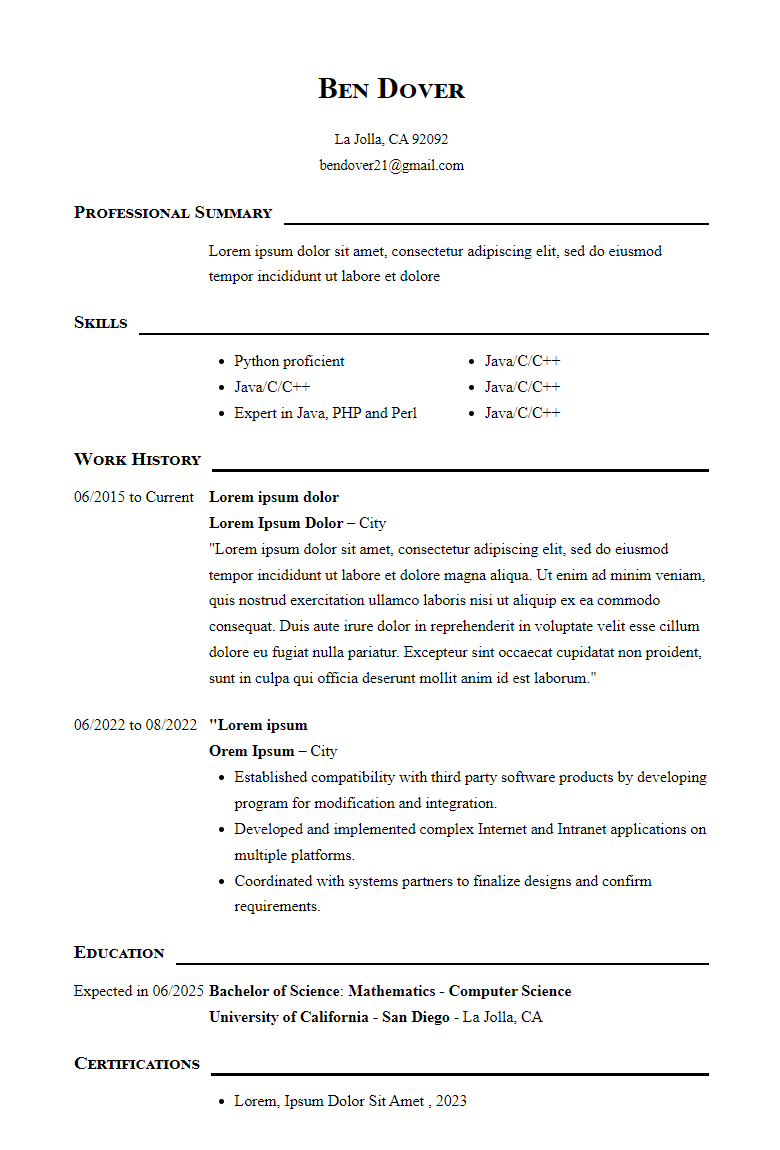 Ben Dover
La Jolla, CA 92092
bendover21@gmail.com
Professional Summary
Lorem ipsum dolor sit amet, consectetur adipiscing elit, sed do eiusmod
tempor incididunt ut labore et dolore
Skills
• Python proficient
• Java/C/C++
• Expert in Java, PHP and Perl
• Java/C/C++
• Java/C/C++
• Java/C/C++
Work History
06/2015 to Current Lorem ipsum dolor
Lorem Ipsum Dolor – City
"Lorem ipsum dolor sit amet, consectetur adipiscing elit, sed do eiusmod
tempor incididunt ut labore et dolore magna aliqua. Ut enim ad minim veniam,
quis nostrud exercitation ullamco laboris nisi ut aliquip ex ea commodo
consequat. Duis aute irure dolor in reprehenderit in voluptate velit esse cillum
dolore eu fugiat nulla pariatur. Excepteur sint occaecat cupidatat non proident,
sunt in culpa qui officia deserunt mollit anim id est laborum."
06/2022 to 08/2022 "Lorem ipsum
Orem Ipsum – City
• Established compatibility with third party software products by developing
program for modification and integration.
• Developed and implemented complex Internet and Intranet applications on
multiple platforms.
• Coordinated with systems partners to finalize designs and confirm
requirements.
Education
Expected in 06/2025 Bachelor of Science: Mathematics - Computer Science
University of California - San Diego - La Jolla, CA
Certifications
• Lorem, Ipsum Dolor Sit Amet , 2023